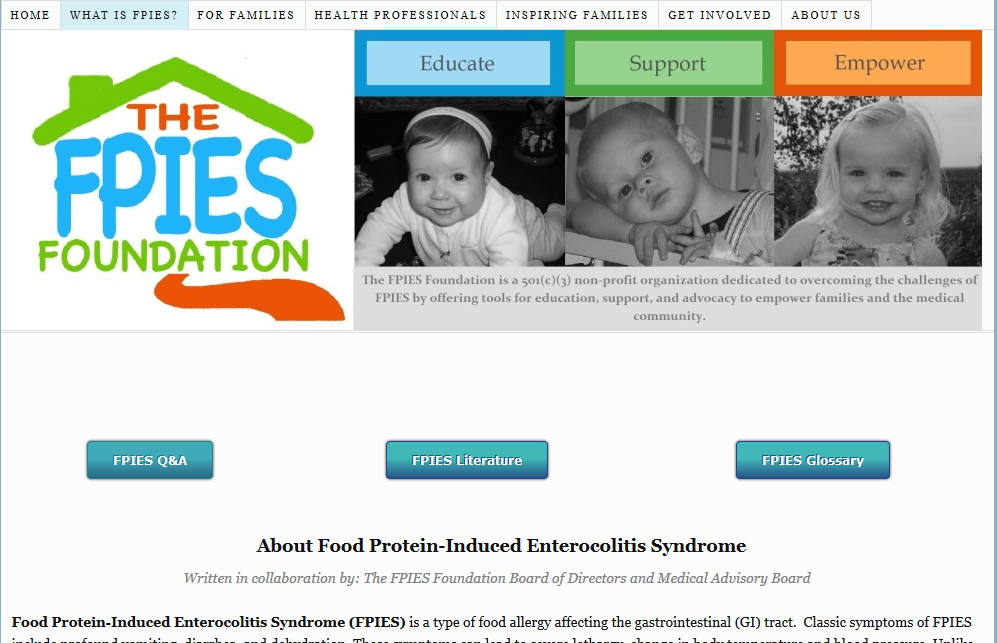 HOME
WHAT IS FPIES?
FOR FAMILIES
HEALTH PROFESSIONALS
INSPIRING FAMILIES
GET INVOLVED
ABOUT US
THE
FPIES
FOUNDATION
Educate
Support
Empower
The FPIES Foundation is a 501(c)(3) non-profit organization dedicated to overcoming the challenges of
FPIES by offering tools for education, support, and advocacy to empower families and the medical
community.
FPIES Q&A
FPIES Literature
FPIES Glossary
About Food Protein-Induced Enterocolitis Syndrome
Written in collaboration by: The FPIES Foundation Board of Directors and Medical Advisory Board
Food Protein-Induced Enterocolitis Syndrome (FPIES) is a type of food allergy affecting the gastrointestinal (GI) tract. Classic symptoms of FPIES
include profound vomiting, diarrhea, and dehydration. These symptoms can lead to severe lethargy, change in body temperature and blood pressure. Unlike